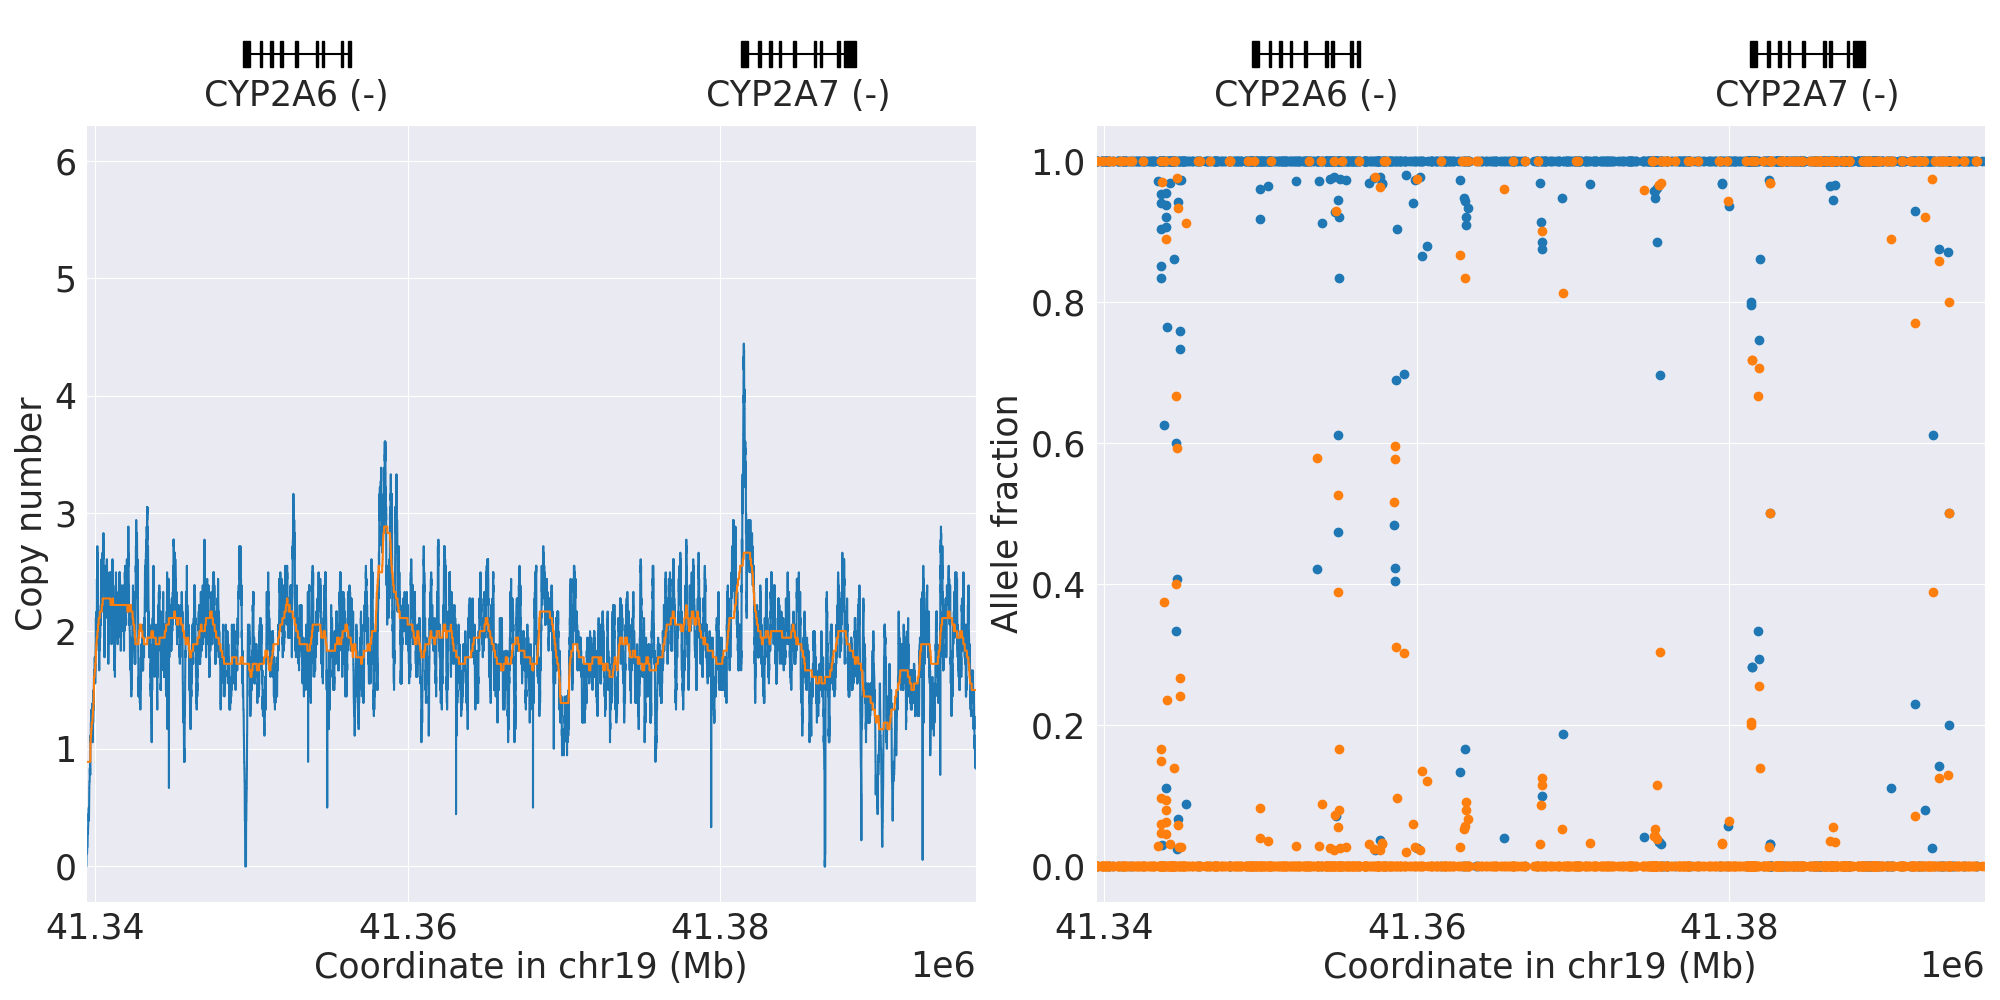 CYP2A6 (-) CYP2A7 (-)
CYP2A6 (-) CYP2A7 (-)
6
5
4
3
2
1
0
Copy number
41.34 41.36 41.38
Coordinate in chr19 (Mb)
1e6
1.0
0.8
0.6
0.4
0.2
0.0
Allele fraction
41.34 41.36 41.38
Coordinate in chr19 (Mb)
1e6